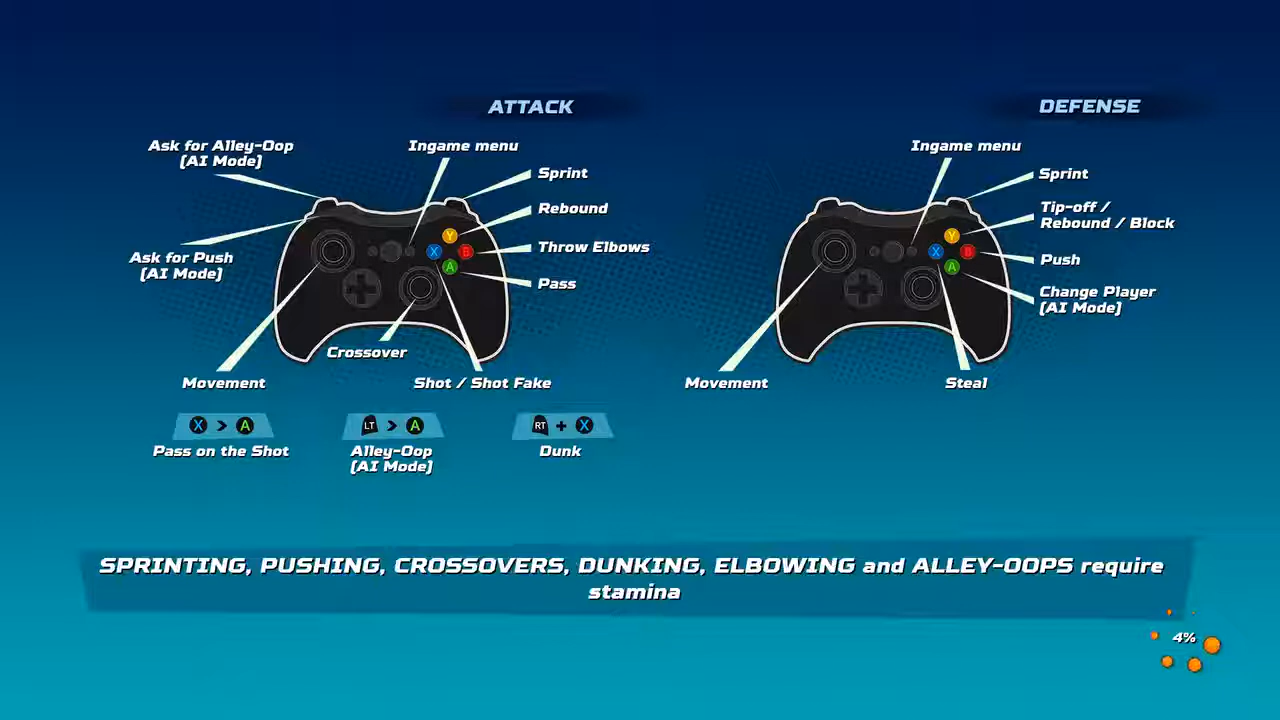 ATTACK
Ask for Alley-Oop
[AI Mode]
Ingame menu
Sprint
Rebound
Throw Elbows
Pass
Ask for Push
[AI Mode]
Y
X
B
A
Crossover
Movement
Shot / Shot Fake
X > A
Pass on the Shot
LT > A
Alley-Oop
[AI Mode]
RT + X
Dunk
DEFENSE
Ingame menu
Sprint
Tip-off /
Rebound / Block
Push
Change Player
[AI Mode]
Y
X
B
A
Movement
Steal
SPRINTING, PUSHING, CROSSOVERS, DUNKING, ELBOWING and ALLEY-OOPS require
stamina
4%